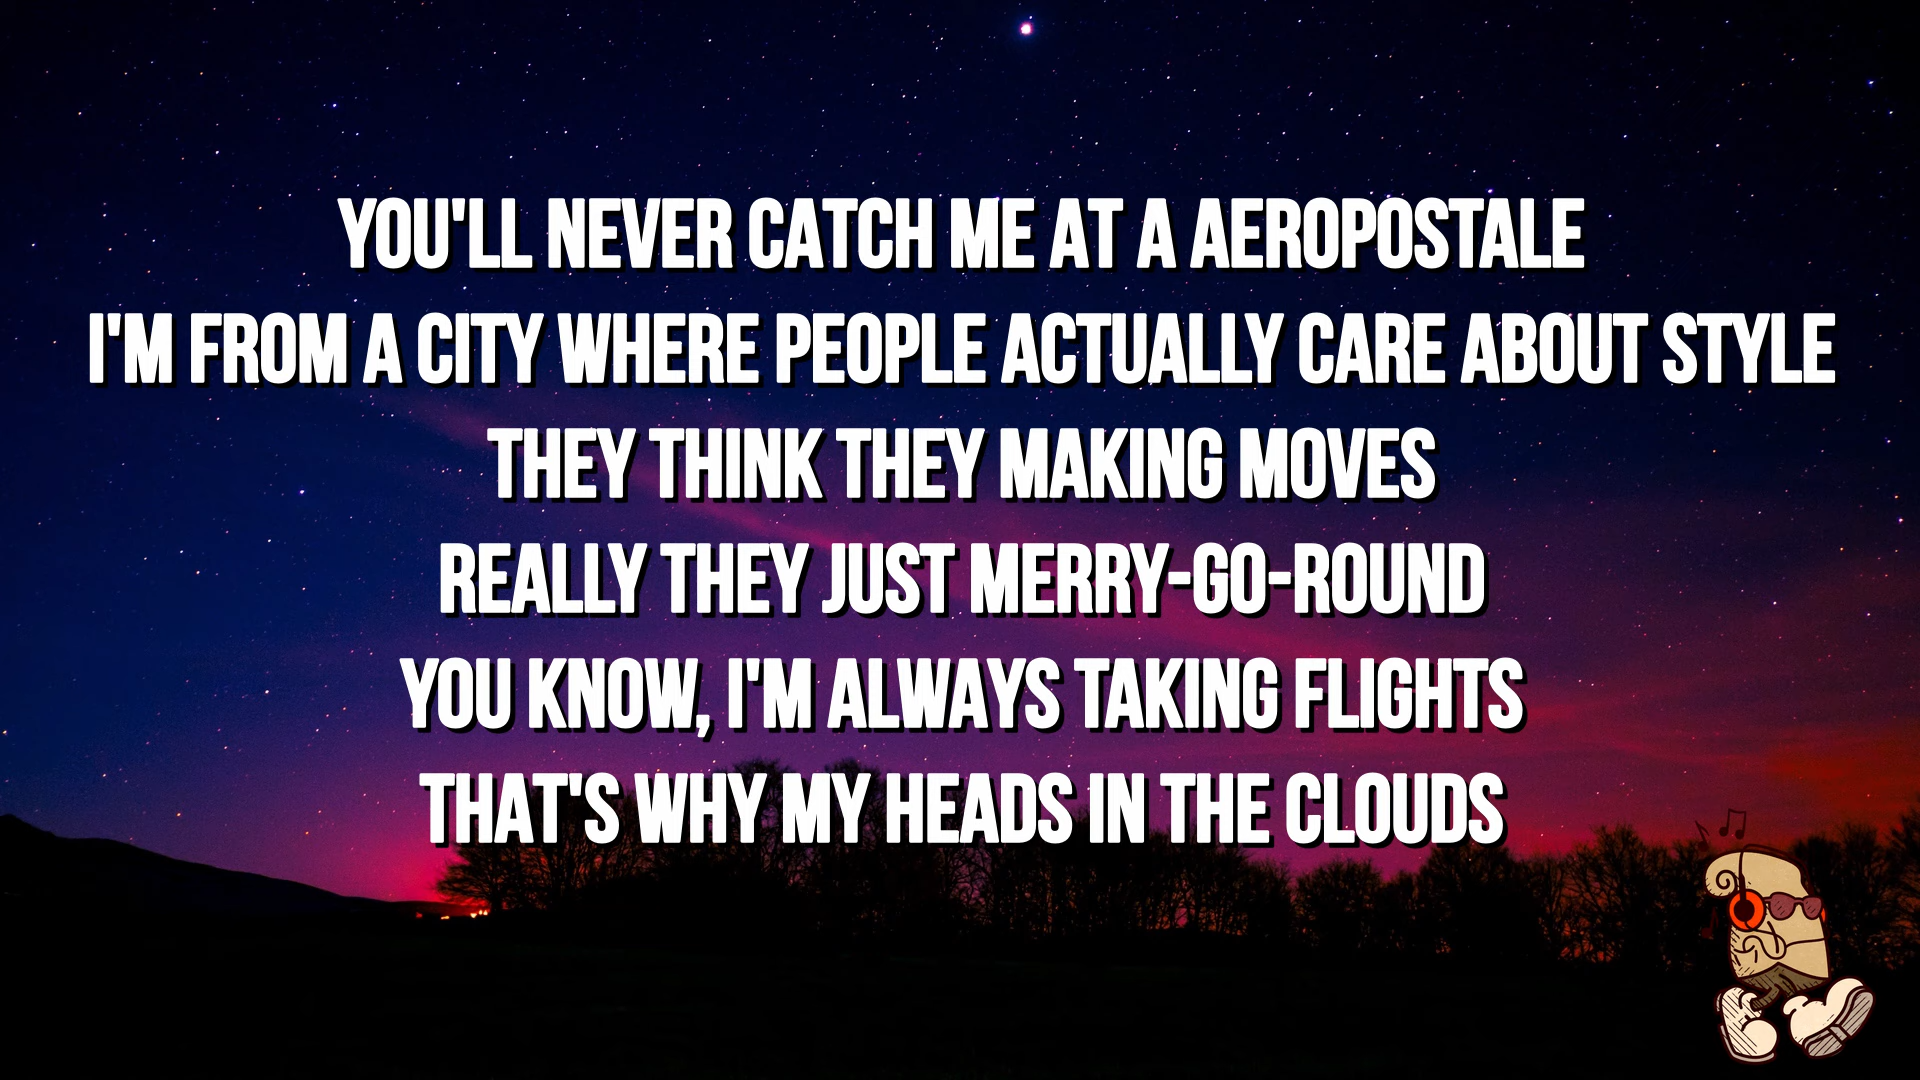 YOU'LL NEVER CATCH ME AT A AEROPOSTALE
I'M FROM A CITY WHERE PEOPLE ACTUALLY CARE ABOUT STYLE
THEY THINK THEY MAKING MOVES
REALLY THEY JUST MERRY-GO-ROUND
YOU KNOW, I'M ALWAYS TAKING FLIGHTS
THAT'S WHY MY HEADS IN THE CLOUDS